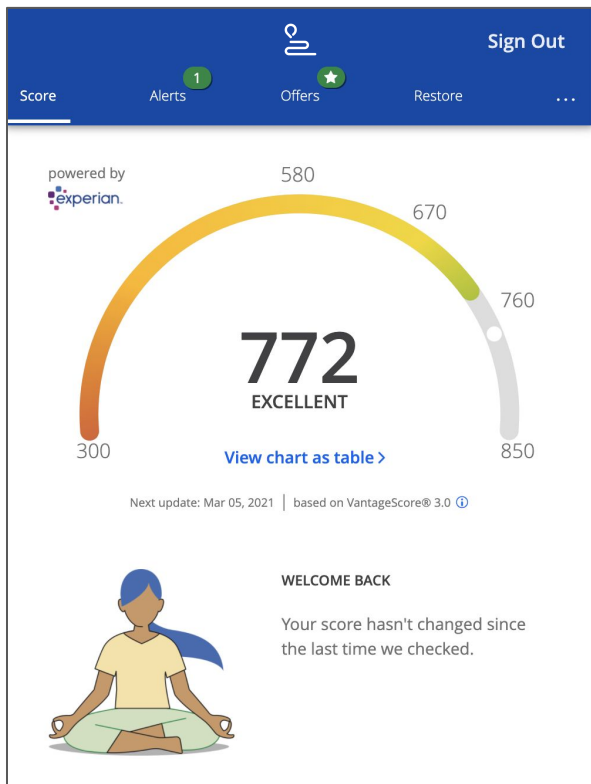 Sign Out
1
Score
Alerts
Offers
Restore
...
powered by
experian.
580
670
760
772
EXCELLENT
300
850
View chart as table >
Next update: Mar 05, 2021 | based on VantageScore® 3.0 ⓘ
WELCOME BACK
Your score hasn't changed since
the last time we checked.